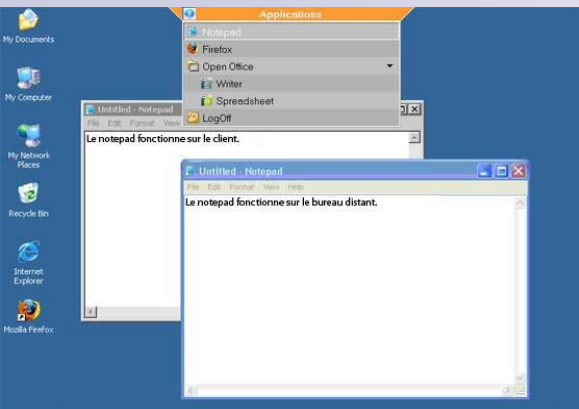 Applications
My Documents
Notepad
Firefox
Open Office
Writer
My Computer
Spreadsheet
Untitled - Notepad
LogOff
File Edit Format View
Le notepad fonctionne sur le client.
My Network
Places
Untitled - Notepad
File Edit Format View Help
Le notepad fonctionne sur le bureau distant.
Recycle Bin
Internet
Explorer
Mozilla Firefox